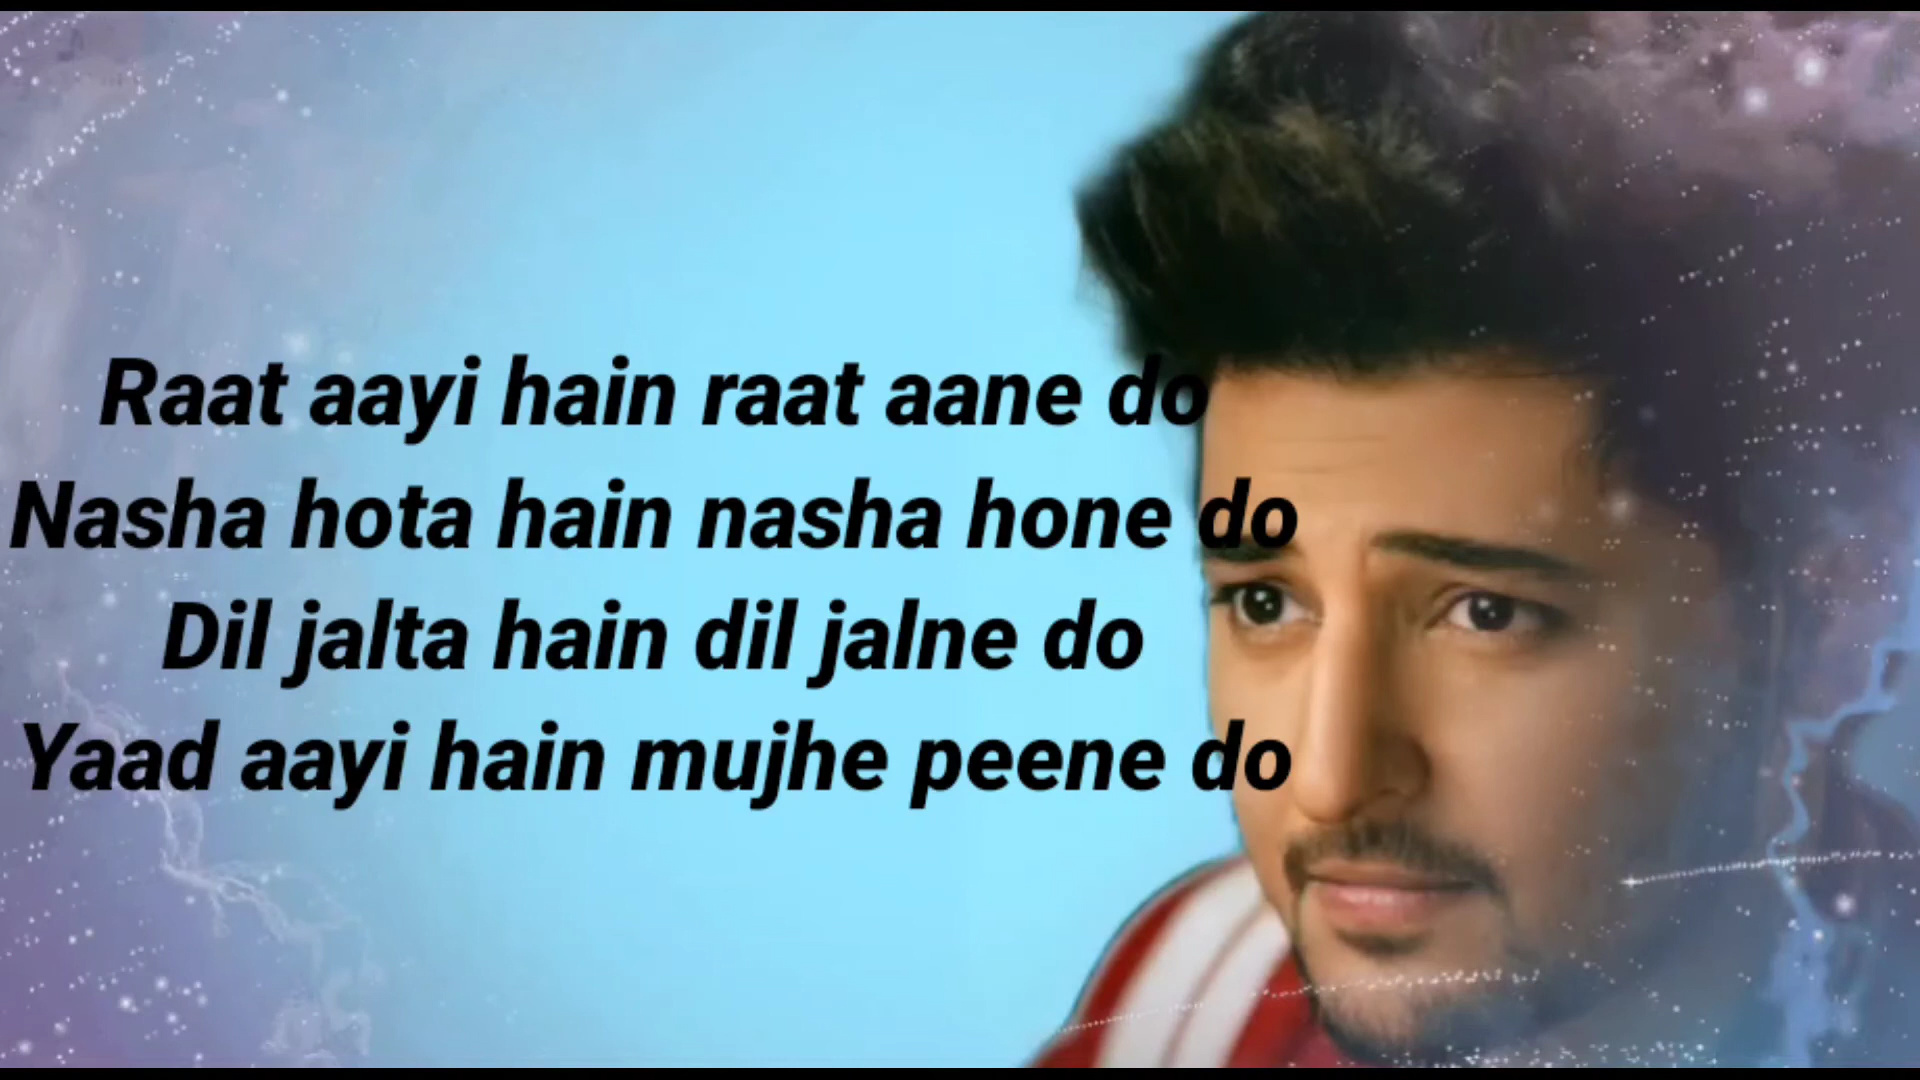 Raat aayi hain raat aane do
Nasha hota hain nasha hone do
Dil jalta hain dil jalne do
Yaad aayi hain mujhe peene do